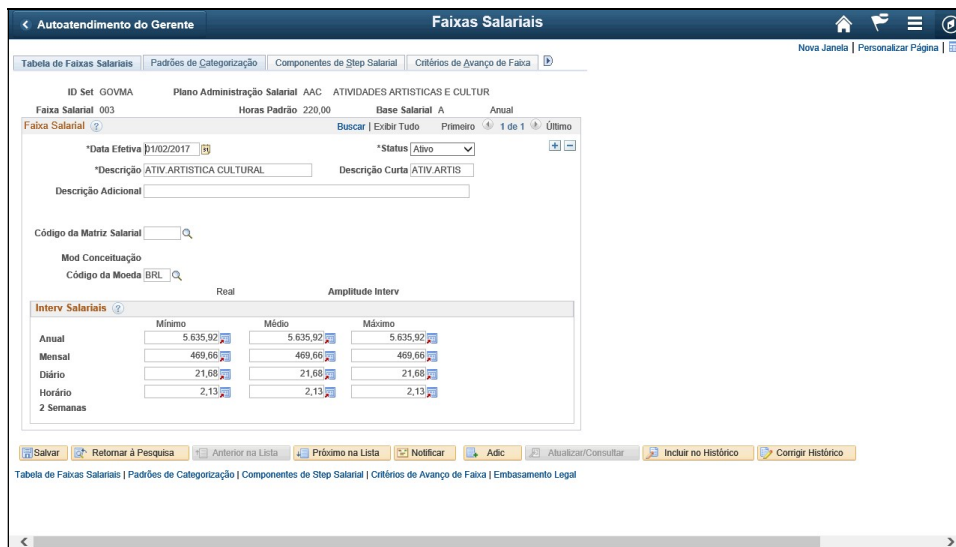 Autoatendimento do Gerente
Faixas Salariais
Nova Janela | Personalizar Página |
Tabela de Faixas Salariais Padrões de Categorização Componentes de Step Salarial Critérios de Avanço de Faixa
ID Set GOVMA Plano Administração Salarial AAC ATIVIDADES ARTISTICAS E CULTUR
Faixa Salarial 003 Horas Padrão 220,00 Base Salarial A Anual
Faixa Salarial ? Buscar | Exibir Tudo Primeiro 1 de 1 Último
*Data Efetiva 01/02/2017 31 *Status Ativo + -
*Descrição ATIV.ARTISTICA CULTURAL Descrição Curta ATIV.ARTIS
Descrição Adicional
Código da Matriz Salarial
Mod Conceituação
Código da Moeda BRL
Real Amplitude Interv
Interv Salariais ?
Mínimo Médio Máximo
Anual 5.635,92 5.635,92 5.635,92
Mensal 469,66 469,66 469,66
Diário 21,68 21,68 21,68
Horário 2,13 2,13 2,13
2 Semanas
Salvar Retornar à Pesquisa Anterior na Lista Próximo na Lista Notificar Adic Atualizar/Consultar Incluir no Histórico Corrigir Histórico
Tabela de Faixas Salariais | Padrões de Categorização | Componentes de Step Salarial | Critérios de Avanço de Faixa | Embasamento Legal